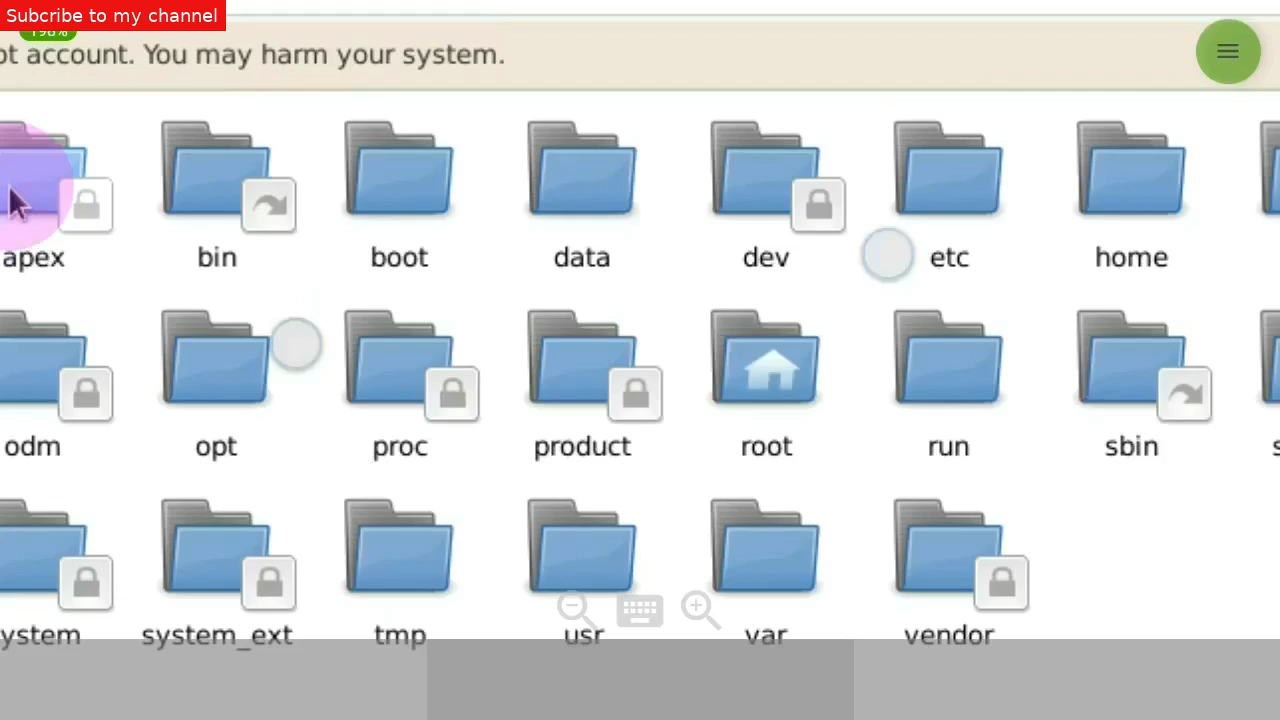 Subcribe to my channel
198%
ot account. You may harm your system.
apex bin boot data dev etc home
odm opt proc product root run sbin s
ystem system_ext tmp usr var vendor